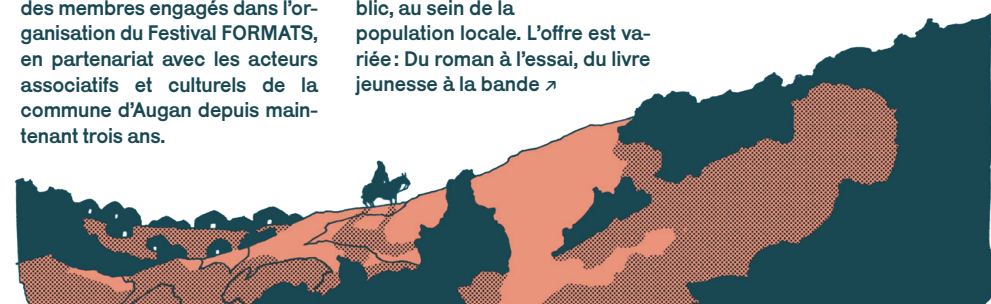 des membres engagés dans l'or-
ganisation du Festival FORMATS,
en partenariat avec les acteurs
associatifs et culturels de la
commune d'Augan depuis main-
tenant trois ans.
blic, au sein de la
population locale. L'offre est va-
riée : Du roman à l'essai, du livre
jeunesse à la bande ↗